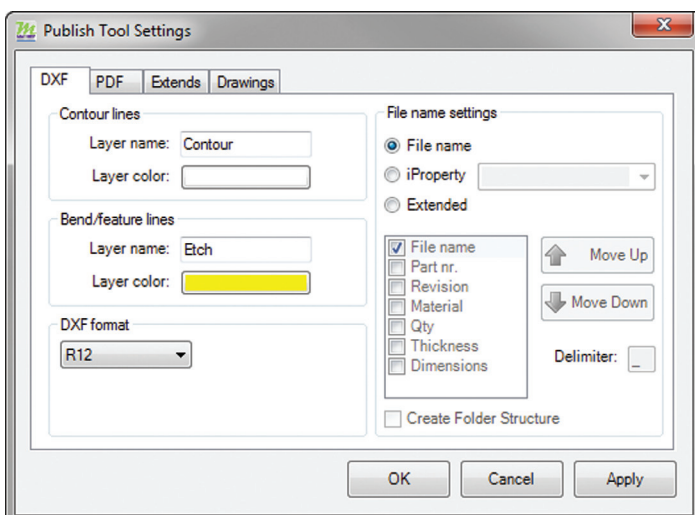 Publish Tool Settings
DXF PDF Extends Drawings
Contour lines
Layer name: Contour
Layer color:
Bend/feature lines
Layer name: Etch
Layer color:
DXF format
R12
File name settings
File name
iProperty
Extended
File name
Part nr.
Revision
Material
Qty
Thickness
Dimensions
Move Up
Move Down
Delimiter: _
Create Folder Structure
OK Cancel Apply